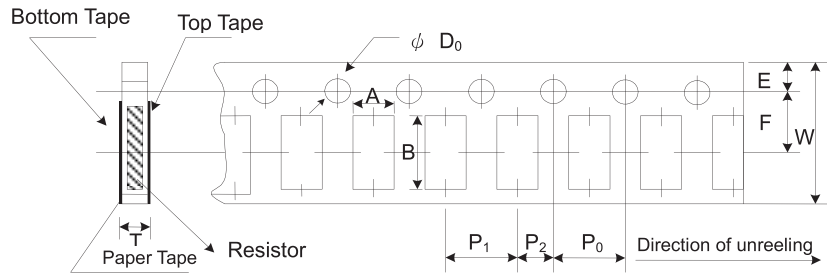 Bottom Tape
Top Tape
ϕ D0
A
B
E
F
W
T
Paper Tape
Resistor
P1
P2
P0
Direction of unreeling